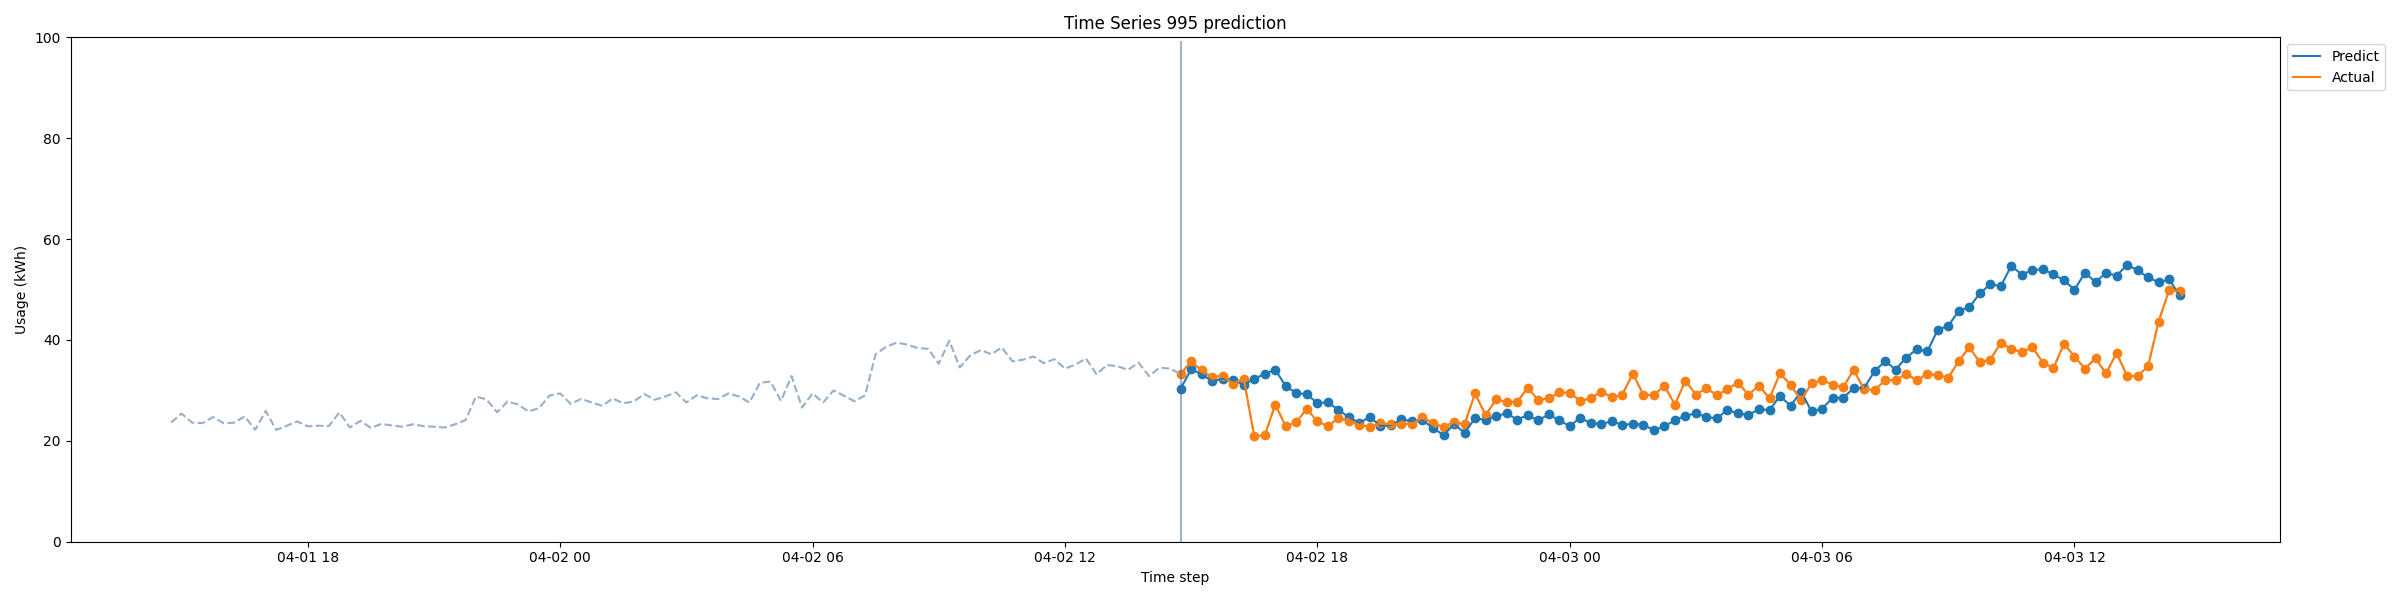 Time Series 995 prediction
Predict
Actual
Usage (kWh)
100
80
60
40
20
0
04-01 18
04-02 00
04-02 06
04-02 12
04-02 18
04-03 00
04-03 06
04-03 12
Time step